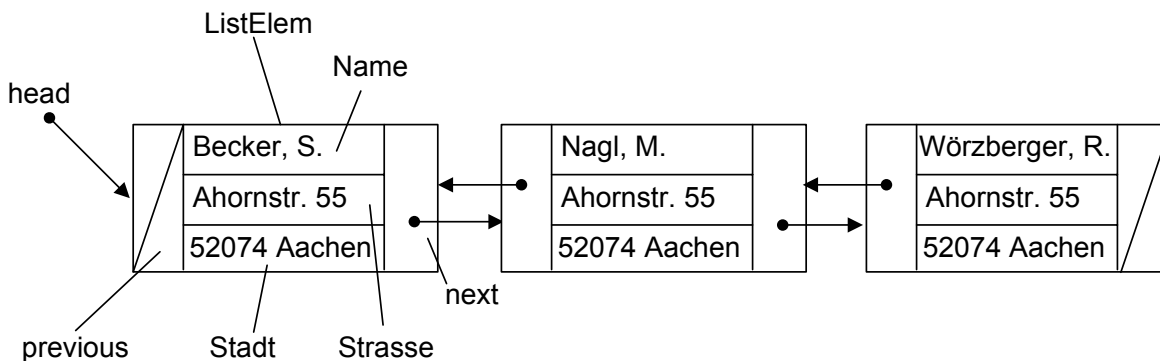 ListElem
Name
head
Becker, S.
Ahornstr. 55
52074 Aachen
Nagl, M.
Ahornstr. 55
52074 Aachen
Wörzberger, R.
Ahornstr. 55
52074 Aachen
next
previous
Stadt
Strasse